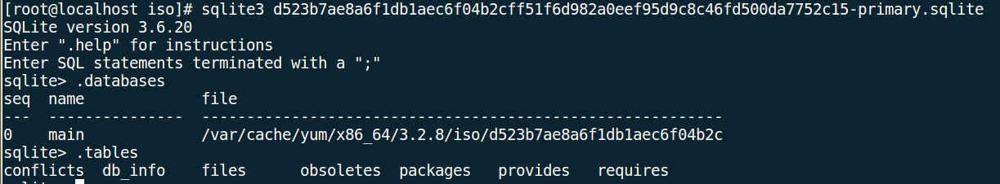 [root@localhost iso]# sqlite3 d523b7ae8a6f1db1aec6f04b2cff51f6d982a0eef95d9c8c46fd500da7752c15-primary.sqlite
SQLite version 3.6.20
Enter ".help" for instructions
Enter SQL statements terminated with a ";"
sqlite> .databases
seq  name             file
---  ---------------  ----------------------------------------------------------
0    main             /var/cache/yum/x86_64/3.2.8/iso/d523b7ae8a6f1db1aec6f04b2c
sqlite> .tables
conflicts  db_info    files      obsoletes  packages   provides   requires